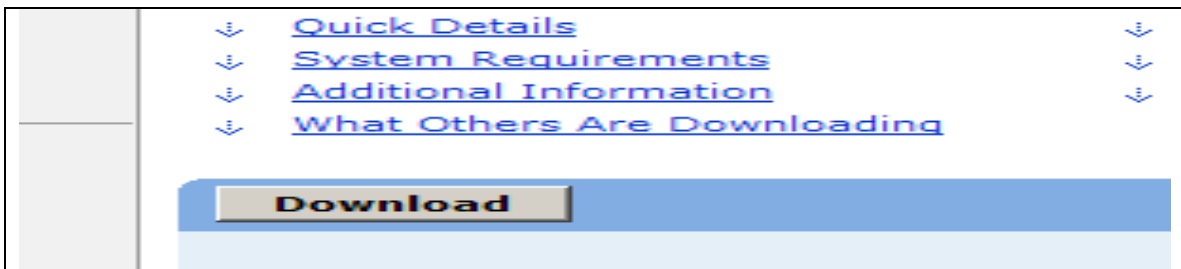 Quick Details
System Requirements
Additional Information
What Others Are Downloading
Download